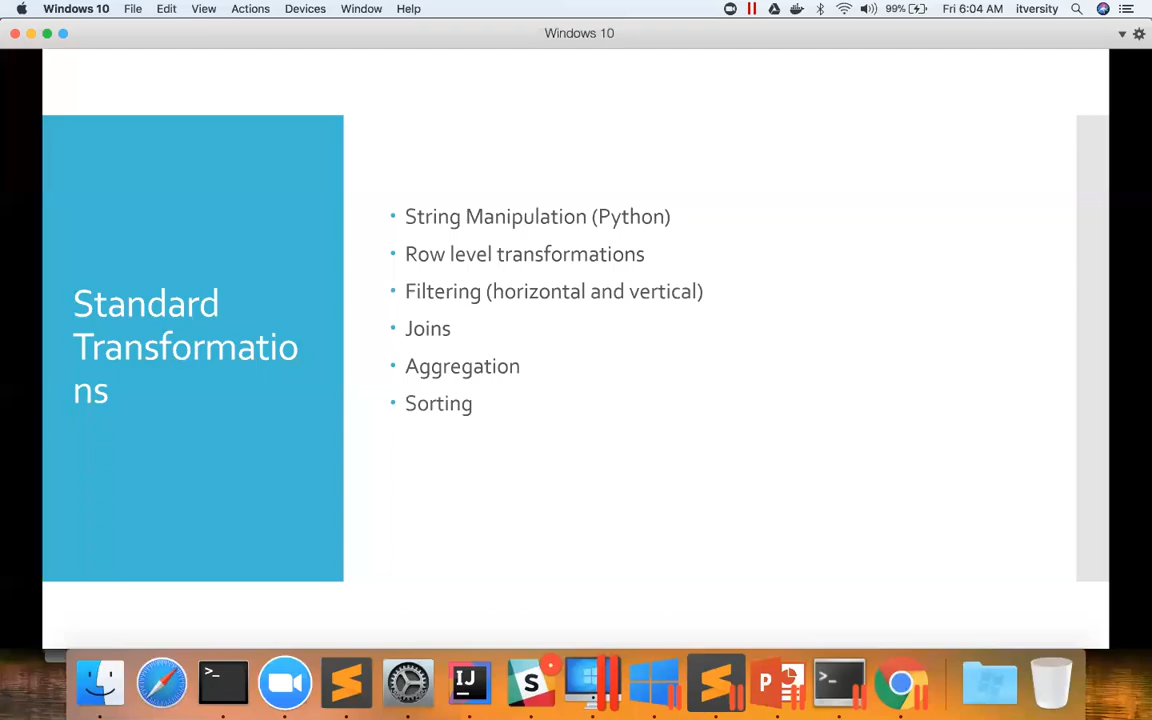 Windows 10 File Edit View Actions Devices Window Help 99% Fri 6:04 AM itversity
Windows 10
Standard
Transformatio
ns
• String Manipulation (Python)
• Row level transformations
• Filtering (horizontal and vertical)
• Joins
• Aggregation
• Sorting
>_ IJ S P >_